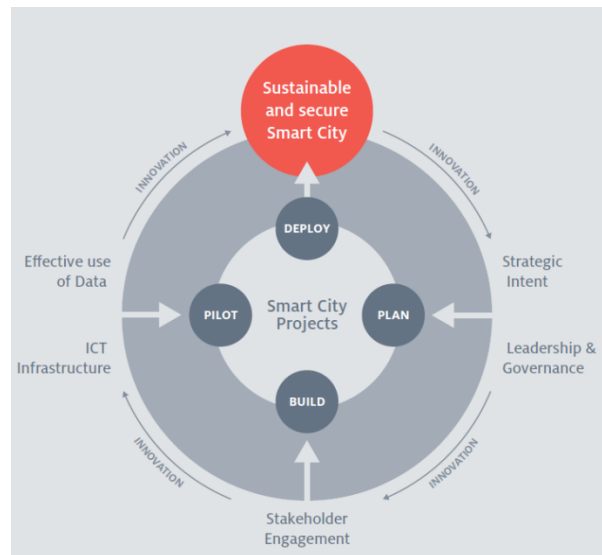 Sustainable
and secure
Smart City
INNOVATION
INNOVATION
DEPLOY
Effective use
of Data
Strategic
Intent
PILOT
Smart City
Projects
PLAN
ICT
Infrastructure
Leadership &
Governance
BUILD
INNOVATION
INNOVATION
Stakeholder
Engagement